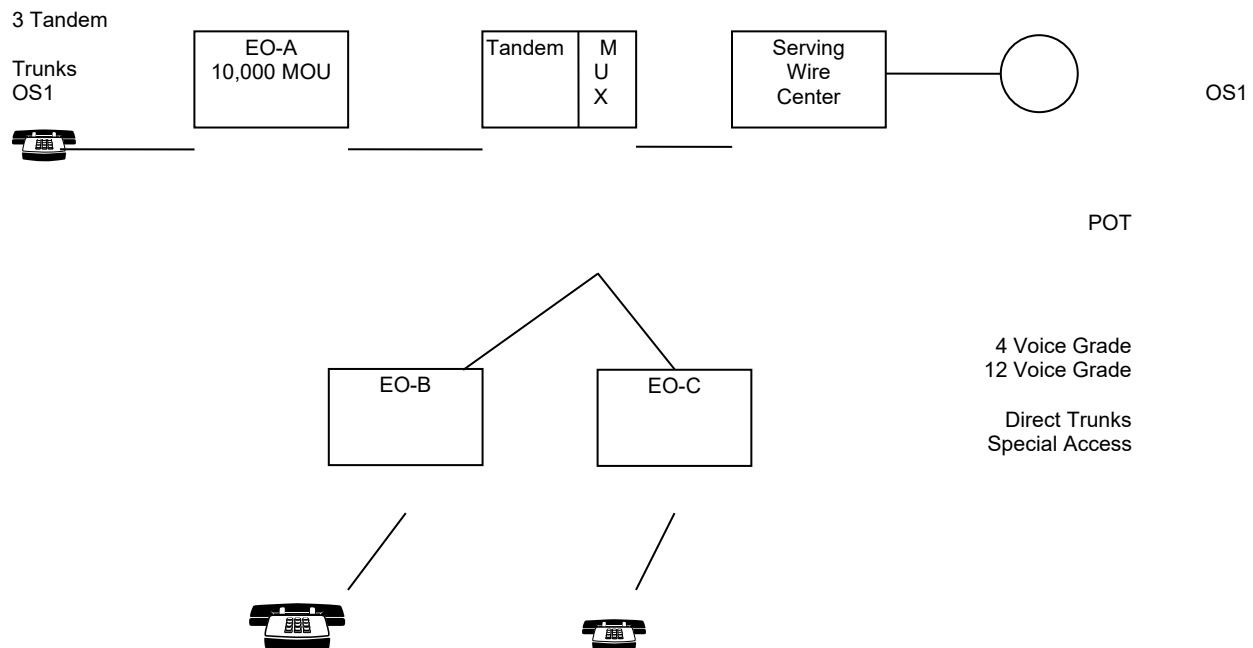 3 Tandem
Trunks
OS1
EO-A
10,000 MOU
Tandem
M
U
X
Serving
Wire
Center
OS1
POT
4 Voice Grade
12 Voice Grade
Direct Trunks
Special Access
EO-B
EO-C